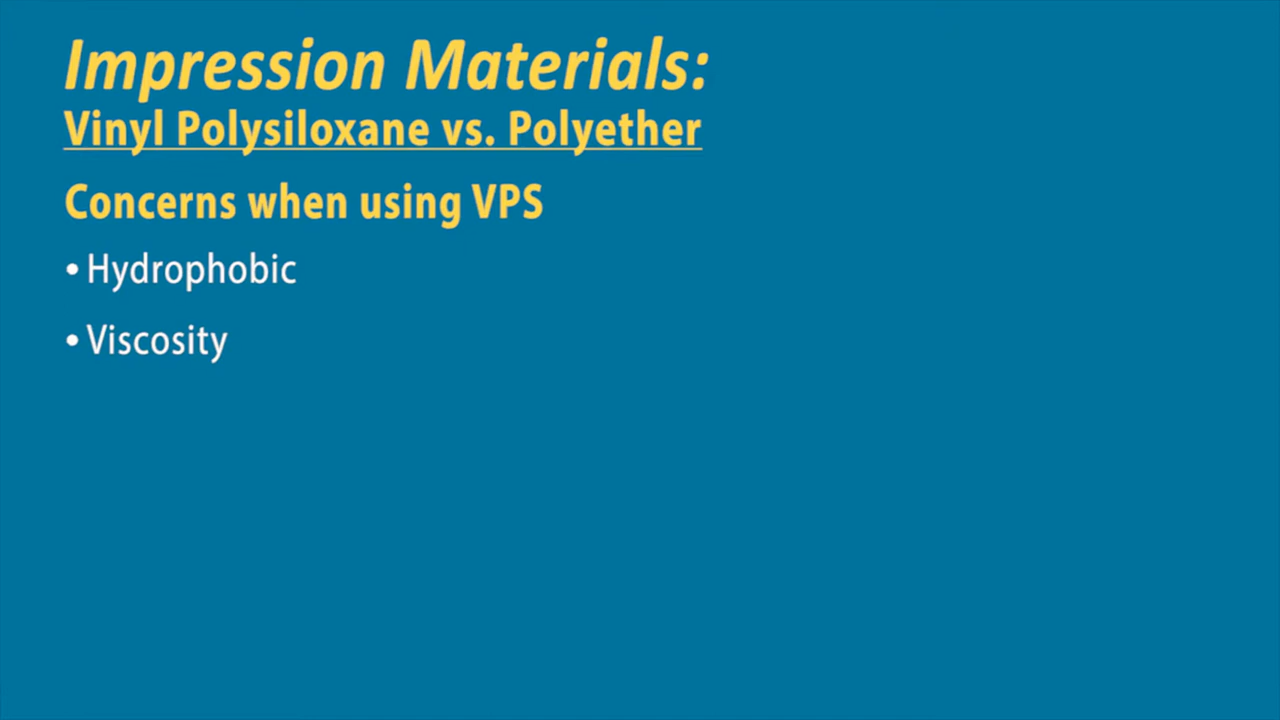 Impression Materials:
Vinyl Polysiloxane vs. Polyether
Concerns when using VPS
• Hydrophobic
• Viscosity